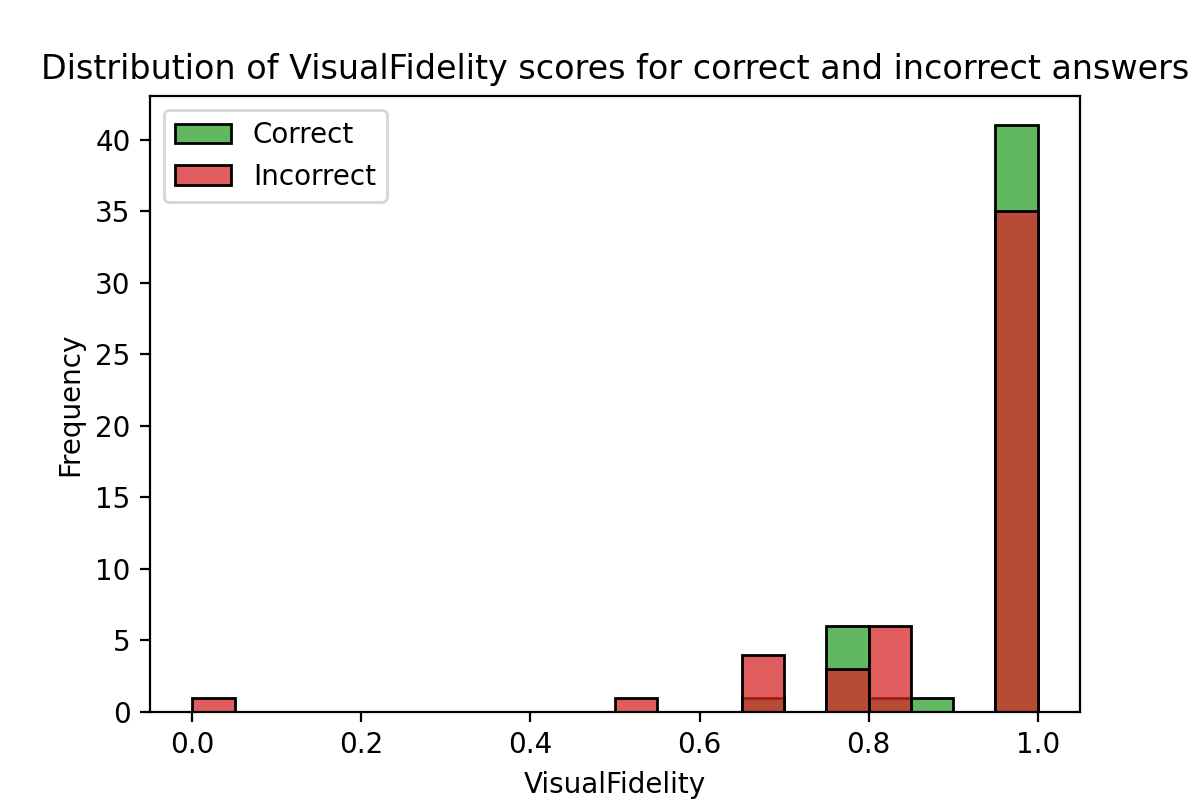 Distribution of VisualFidelity scores for correct and incorrect answers
Correct
Incorrect
40
35
30
25
20
15
10
5
0
Frequency
0.0 0.2 0.4 0.6 0.8 1.0
VisualFidelity